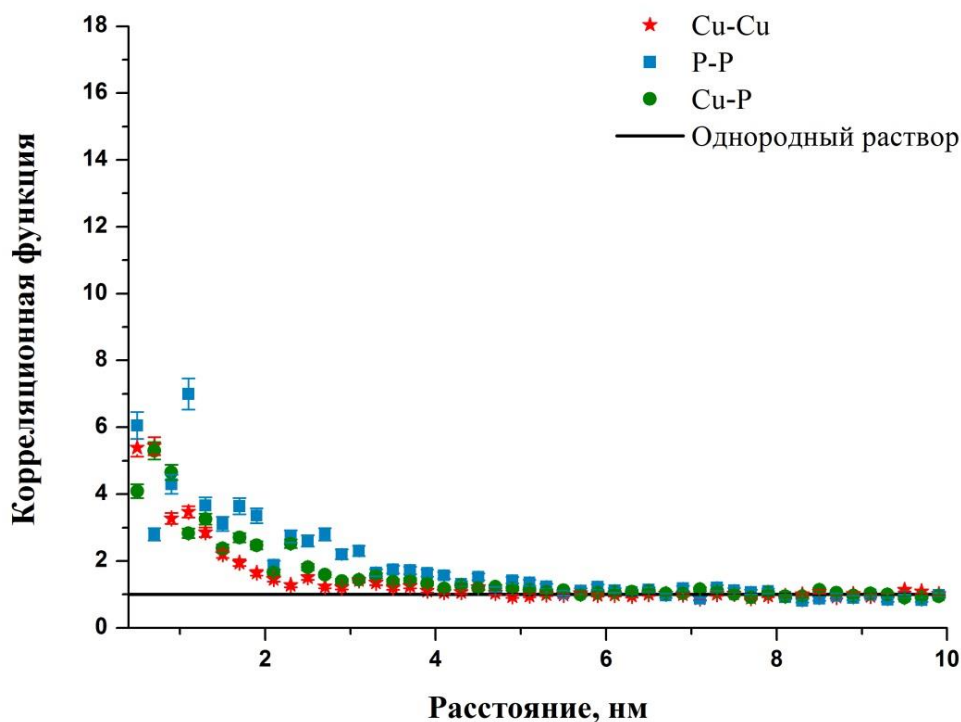 18
16
14
12
10
8
6
4
2
0
Корреляционная функция
Cu-Cu
P-P
Cu-P
Однородный раствор
2
4
6
8
10
Расстояние, нм